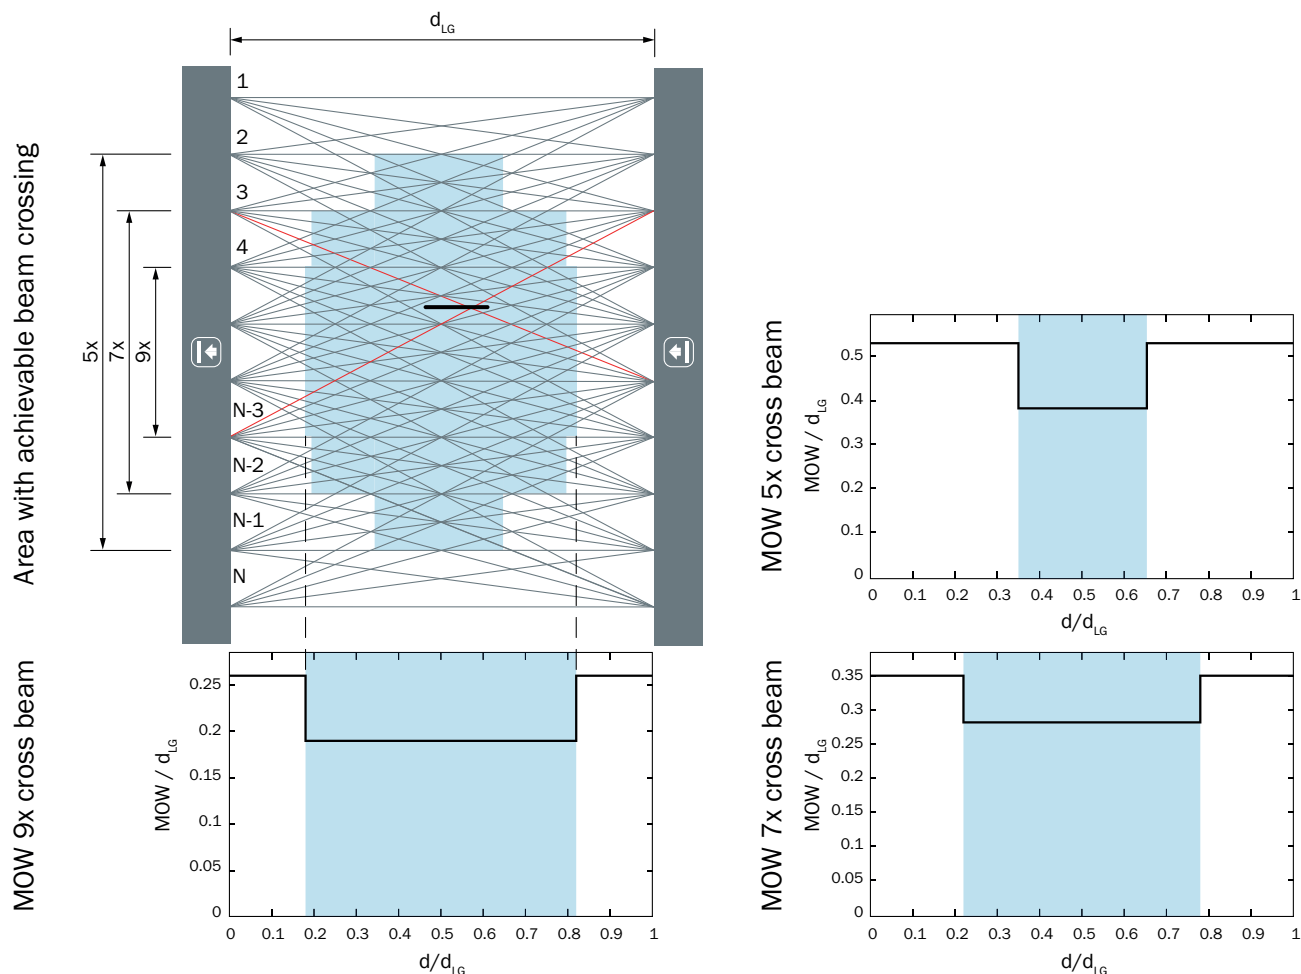 d_LG
Area with achievable beam crossing
5x
7x
9x
1
2
3
4
N-3
N-2
N-1
N
MOW 5x cross beam
MOW / d_LG
0.5
0.4
0.3
0.2
0.1
0
0 0.1 0.2 0.3 0.4 0.5 0.6 0.7 0.8 0.9 1
d/d_LG
MOW 9x cross beam
MOW / d_LG
0.25
0.2
0.15
0.1
0.05
0
0 0.1 0.2 0.3 0.4 0.5 0.6 0.7 0.8 0.9 1
d/d_LG
MOW 7x cross beam
MOW / d_LG
0.35
0.3
0.25
0.2
0.15
0.1
0.05
0
0 0.1 0.2 0.3 0.4 0.5 0.6 0.7 0.8 0.9 1
d/d_LG